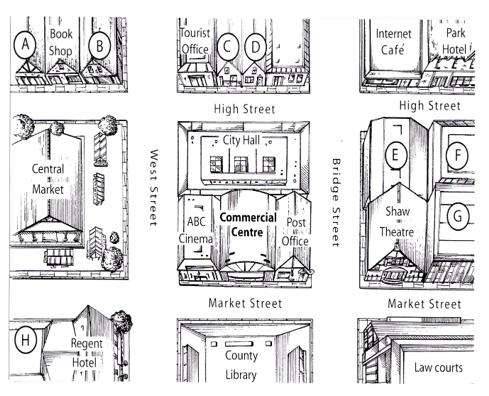 A
Book
Shop
B
Tourist
Office
C
D
Internet
Café
Park
Hotel
High Street
High Street
Central
Market
West Street
City Hall
ABC
Cinema
Commercial
Centre
Post
Office
Bridge Street
E
F
G
Shaw
Theatre
Market Street
Market Street
H
Regent
Hotel
County
Library
Law courts